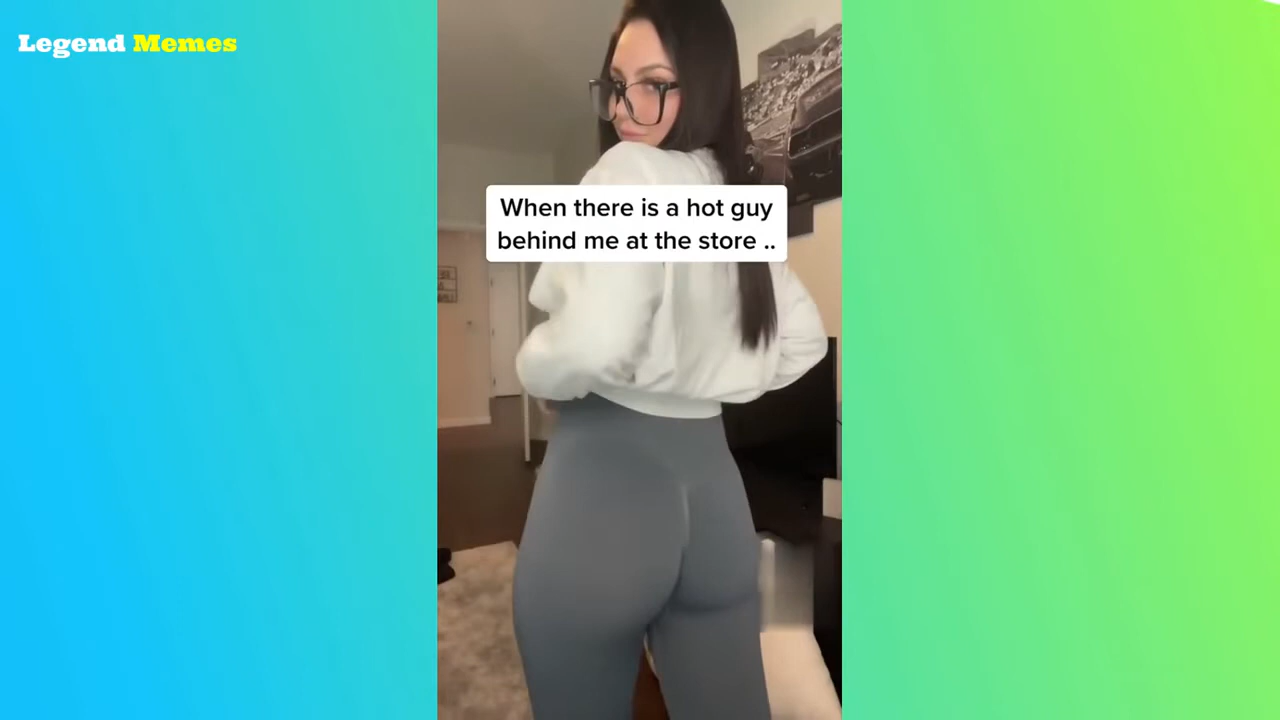 Legend Memes
When there is a hot guy
behind me at the store ..